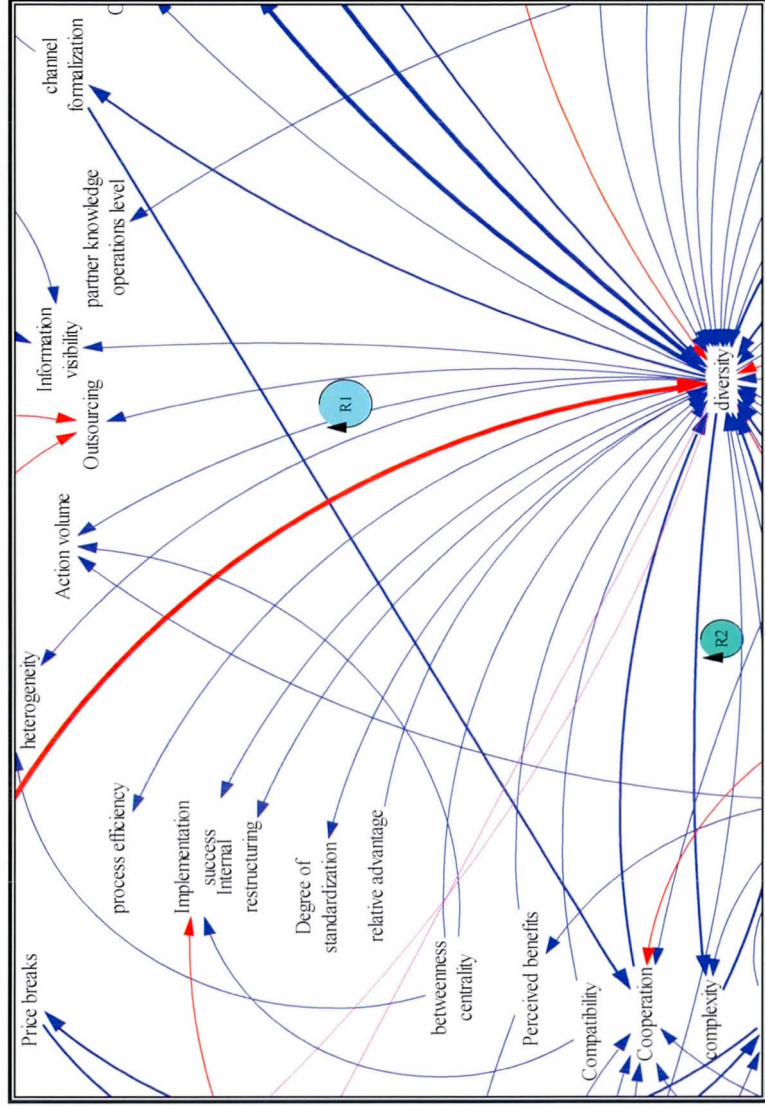 Price breaks
heterogeneity
Action volume
Outsourcing
Information
visibility
partner knowledge
operations level
channel
formalization
C
process efficiency
Implementation
success
Internal
restructuring
Degree of
standardization
relative advantage
betweenness
centrality
Perceived benefits
Compatibility
Cooperation
complexity
R1
R2
diversity